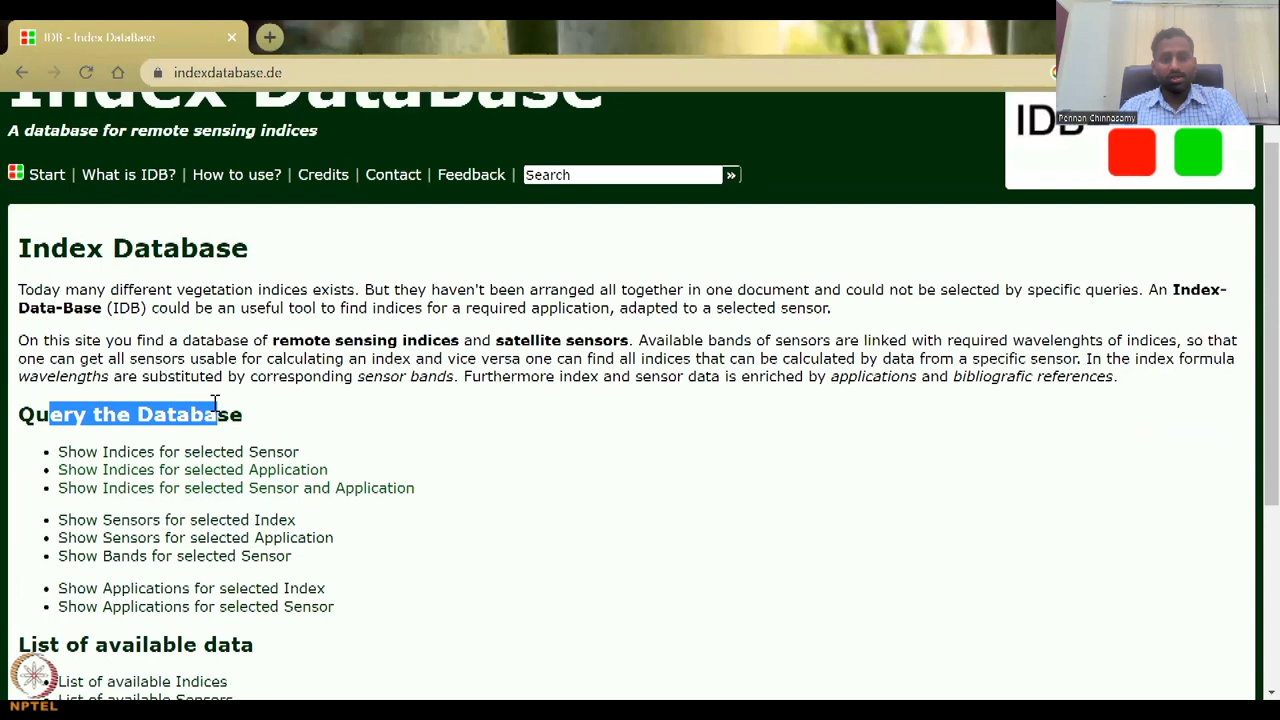 IDB - Index DataBase
indexdatabase.de
Index DataBase
A database for remote sensing indices
Start | What is IDB? | How to use? | Credits | Contact | Feedback | Search »
IDB
Pennan Chinnasamy
Index Database
Today many different vegetation indices exists. But they haven't been arranged all together in one document and could not be selected by specific queries. An Index-
Data-Base (IDB) could be an useful tool to find indices for a required application, adapted to a selected sensor.
On this site you find a database of remote sensing indices and satellite sensors. Available bands of sensors are linked with required wavelenghts of indices, so that
one can get all sensors usable for calculating an index and vice versa one can find all indices that can be calculated by data from a specific sensor. In the index formula
wavelengths are substituted by corresponding sensor bands. Furthermore index and sensor data is enriched by applications and bibliografic references.
Query the Database
• Show Indices for selected Sensor
• Show Indices for selected Application
• Show Indices for selected Sensor and Application
• Show Sensors for selected Index
• Show Sensors for selected Application
• Show Bands for selected Sensor
• Show Applications for selected Index
• Show Applications for selected Sensor
List of available data
• List of available Indices
• List of available Sensors
NPTEL